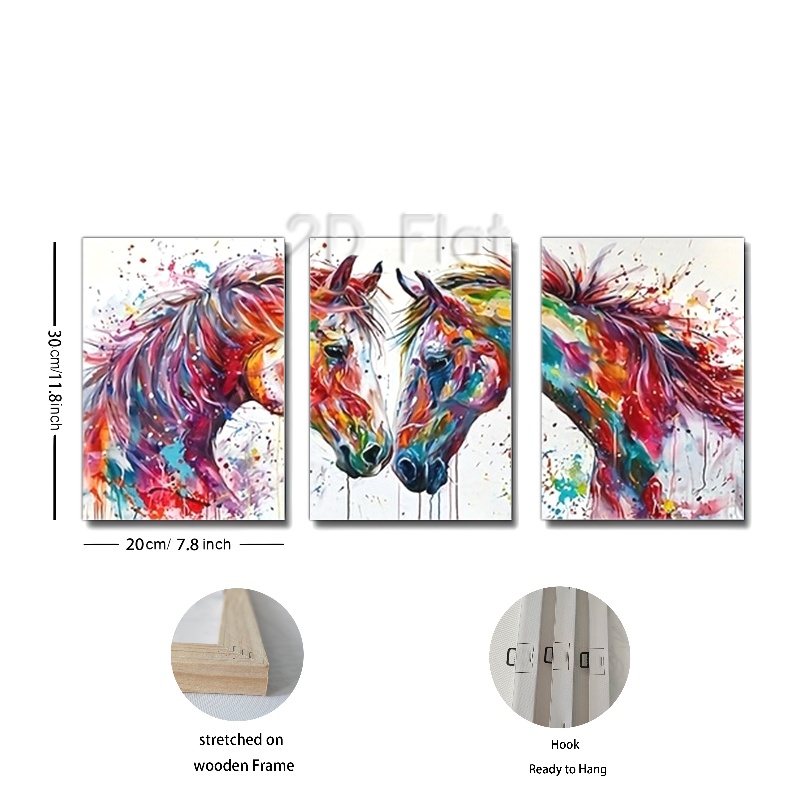 2D Flat
30cm/11.8inch
20cm/ 7.8 inch
stretched on
wooden Frame
Hook
Ready to Hang